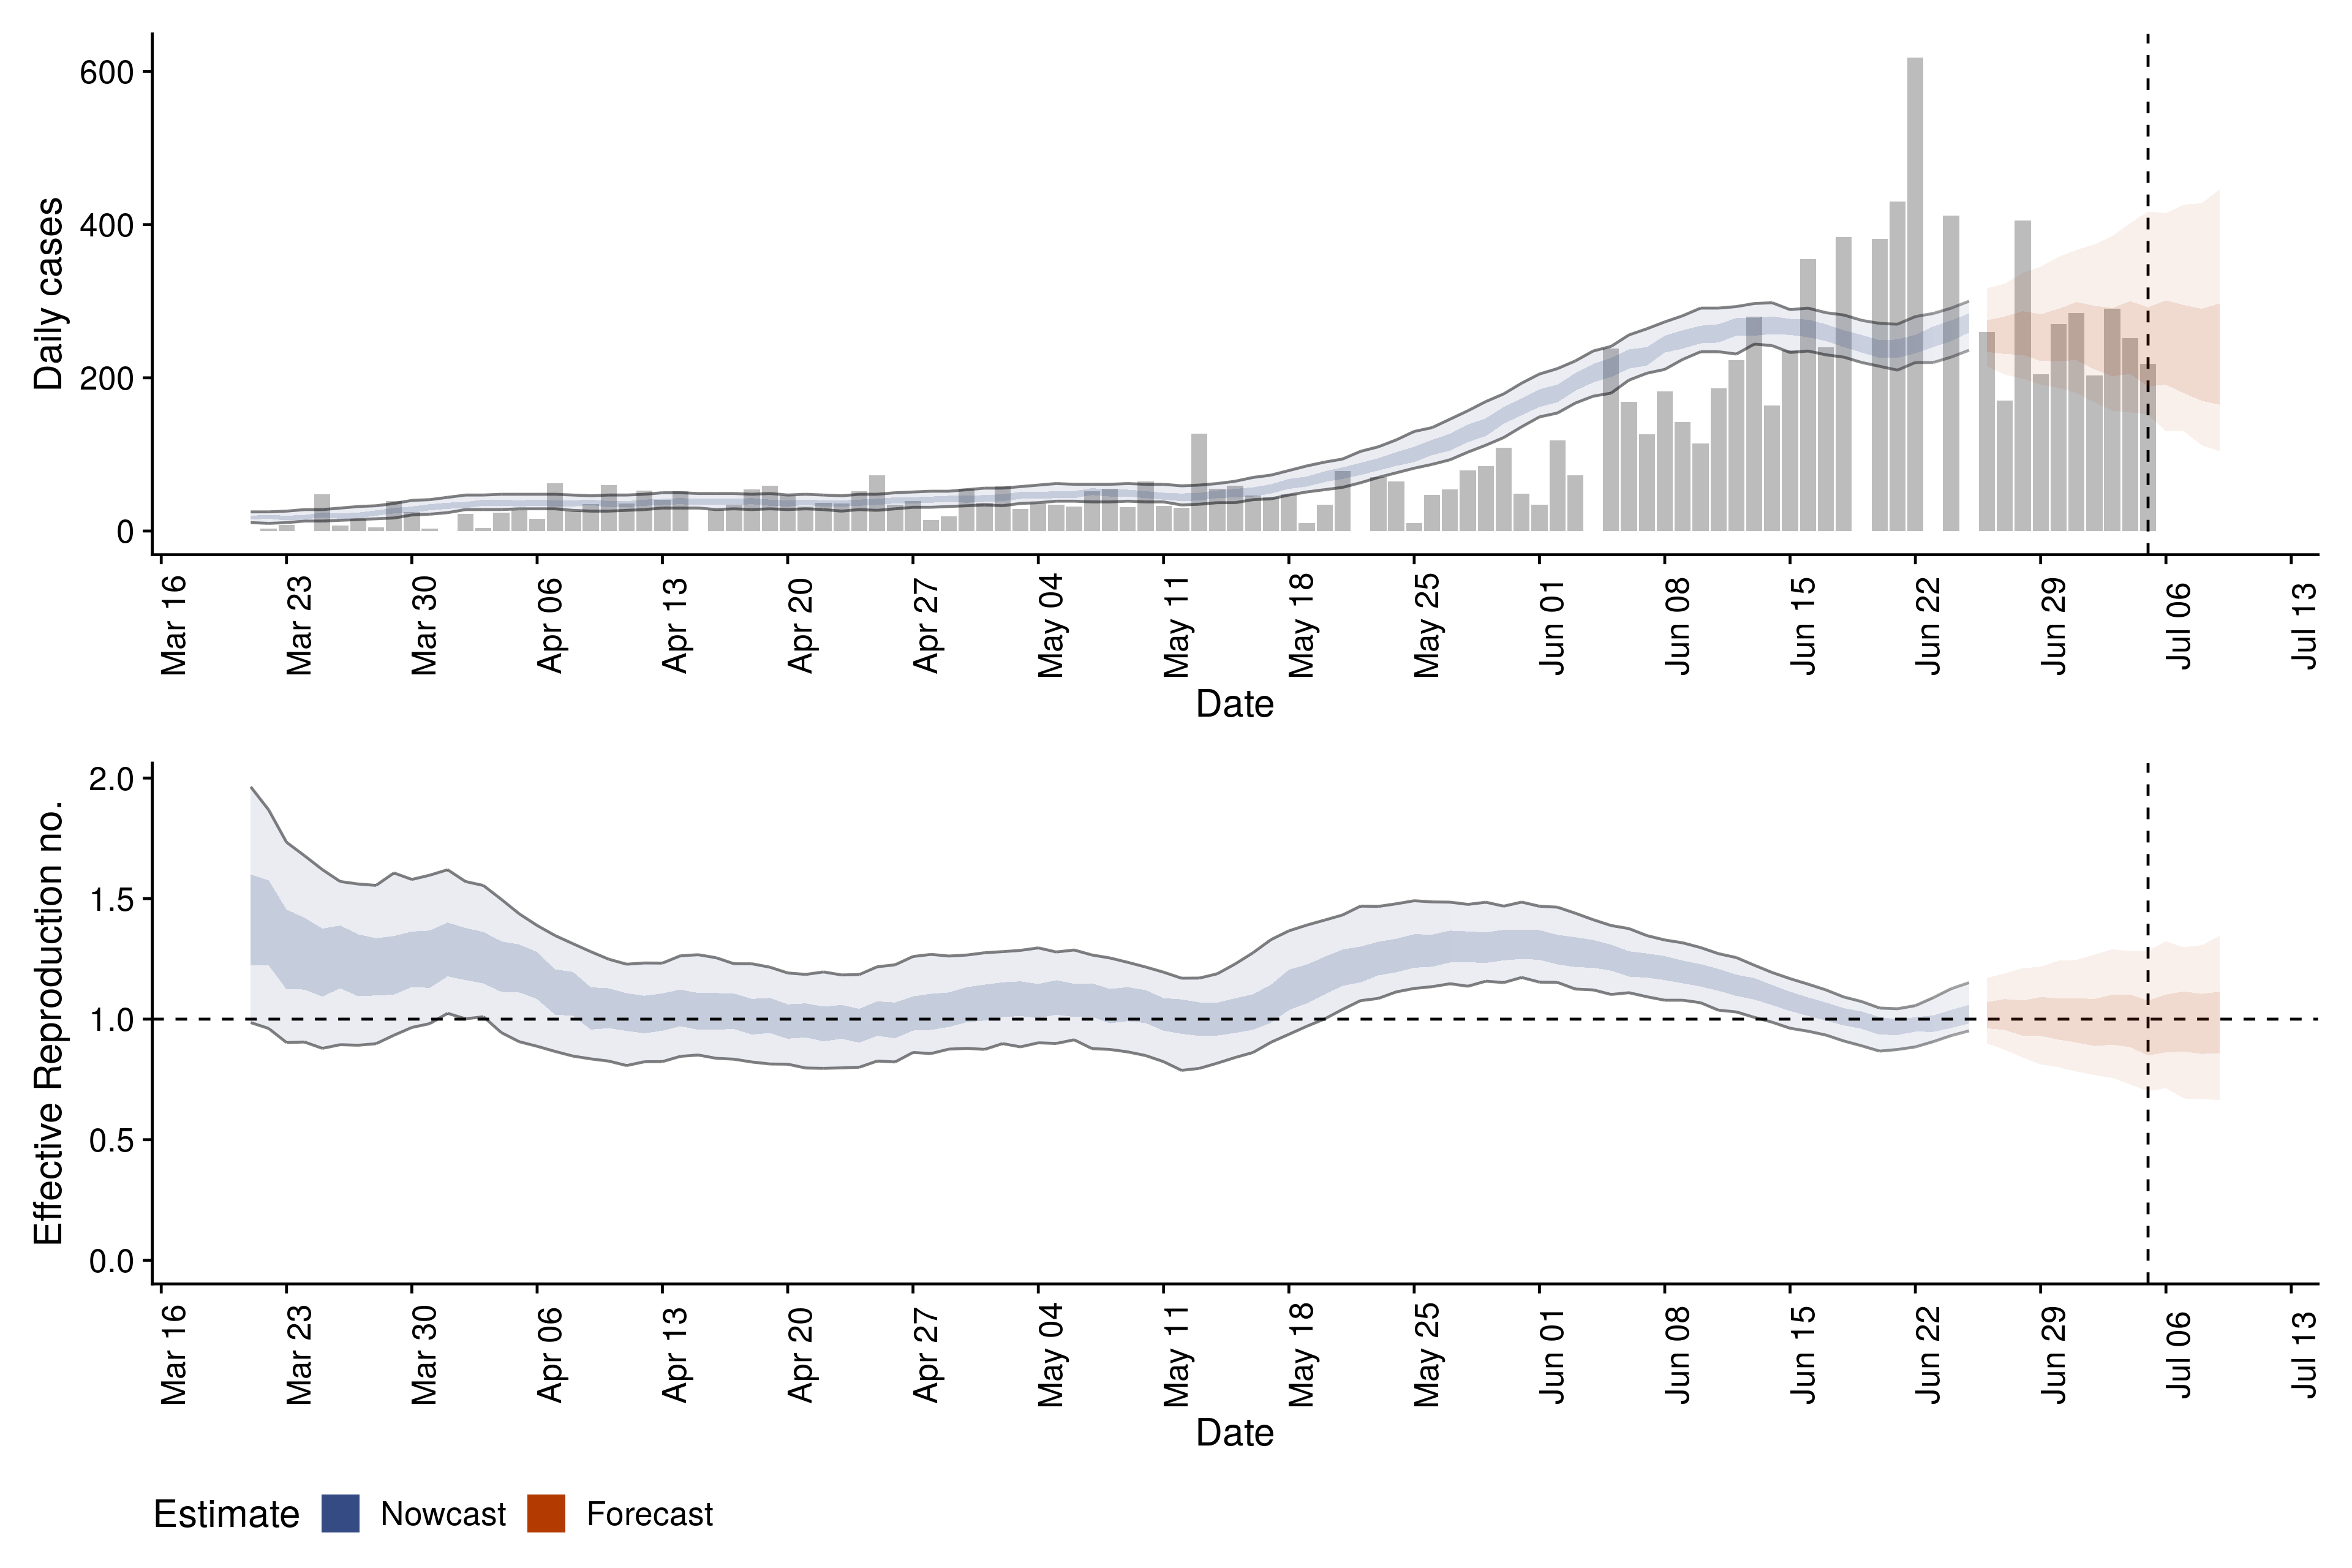 Daily cases
600
400
200
0
Mar 16
Mar 23
Mar 30
Apr 06
Apr 13
Apr 20
Apr 27
May 04
May 11
May 18
May 25
Jun 01
Jun 08
Jun 15
Jun 22
Jun 29
Jul 06
Jul 13
Date
Effective Reproduction no.
2.0
1.5
1.0
0.5
0.0
Mar 16
Mar 23
Mar 30
Apr 06
Apr 13
Apr 20
Apr 27
May 04
May 11
May 18
May 25
Jun 01
Jun 08
Jun 15
Jun 22
Jun 29
Jul 06
Jul 13
Date
Estimate Nowcast Forecast